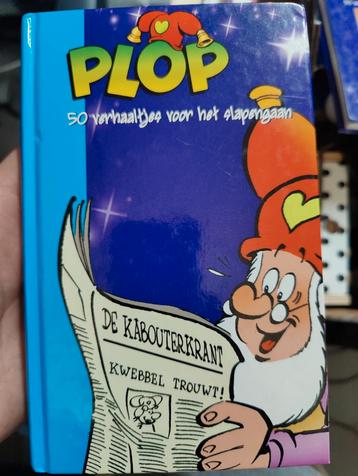 PLOP
50 verhaaltjes voor het slapengaan
DE KABOUTERKRANT
KWEBBEL TROUWT!